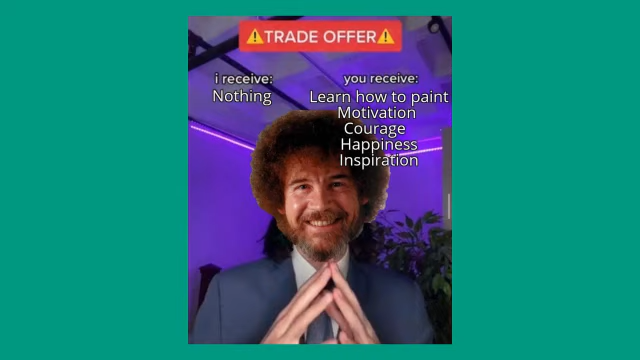 ⚠TRADE OFFER⚠
i receive:
Nothing
you receive:
Learn how to paint
Motivation
Courage
Happiness
Inspiration